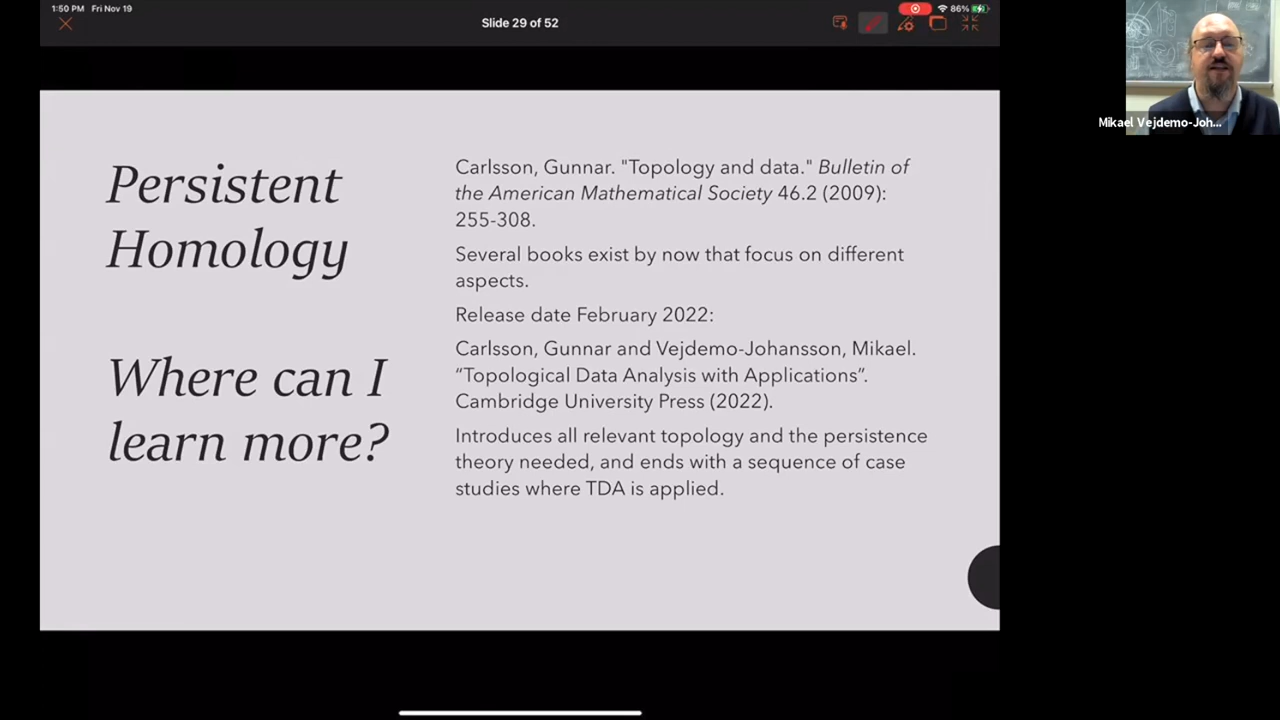 1:50 PM Fri Nov 19
86%
Slide 29 of 52
Mikael Vejdemo-Joh...
Persistent
Homology
Where can I
learn more?
Carlsson, Gunnar. "Topology and data." Bulletin of
the American Mathematical Society 46.2 (2009):
255-308.
Several books exist by now that focus on different
aspects.
Release date February 2022:
Carlsson, Gunnar and Vejdemo-Johansson, Mikael.
“Topological Data Analysis with Applications”.
Cambridge University Press (2022).
Introduces all relevant topology and the persistence
theory needed, and ends with a sequence of case
studies where TDA is applied.